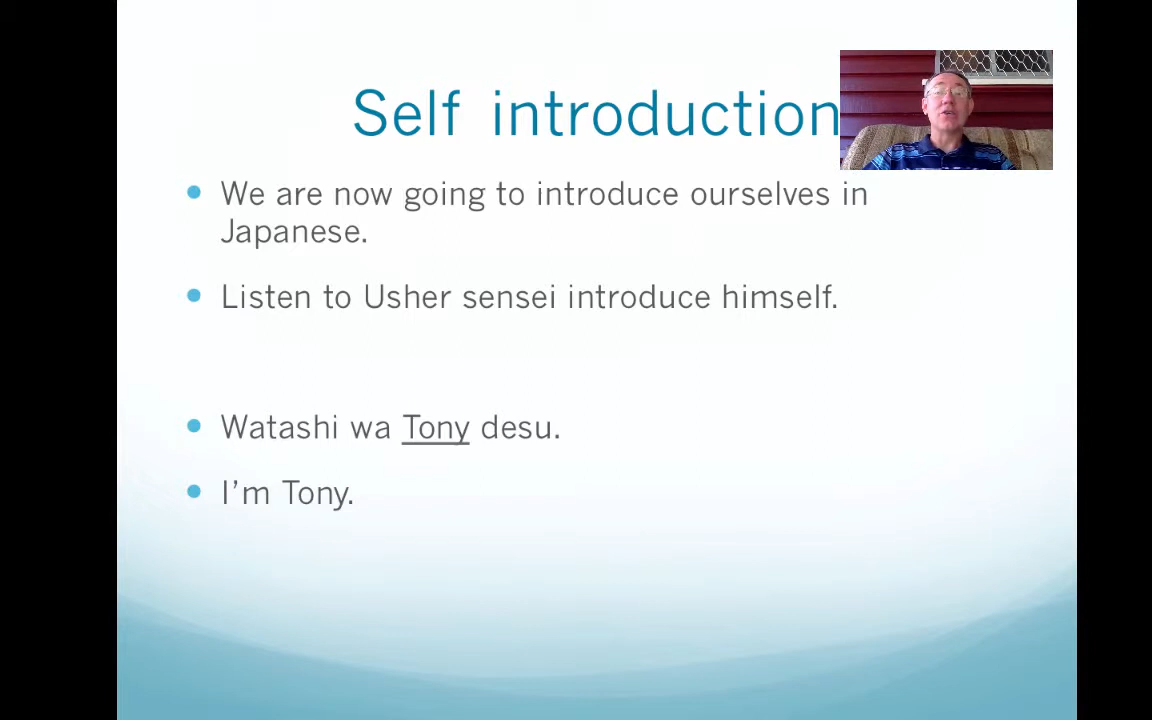 Self introduction
We are now going to introduce ourselves in
Japanese.
Listen to Usher sensei introduce himself.
Watashi wa Tony desu.
I’m Tony.